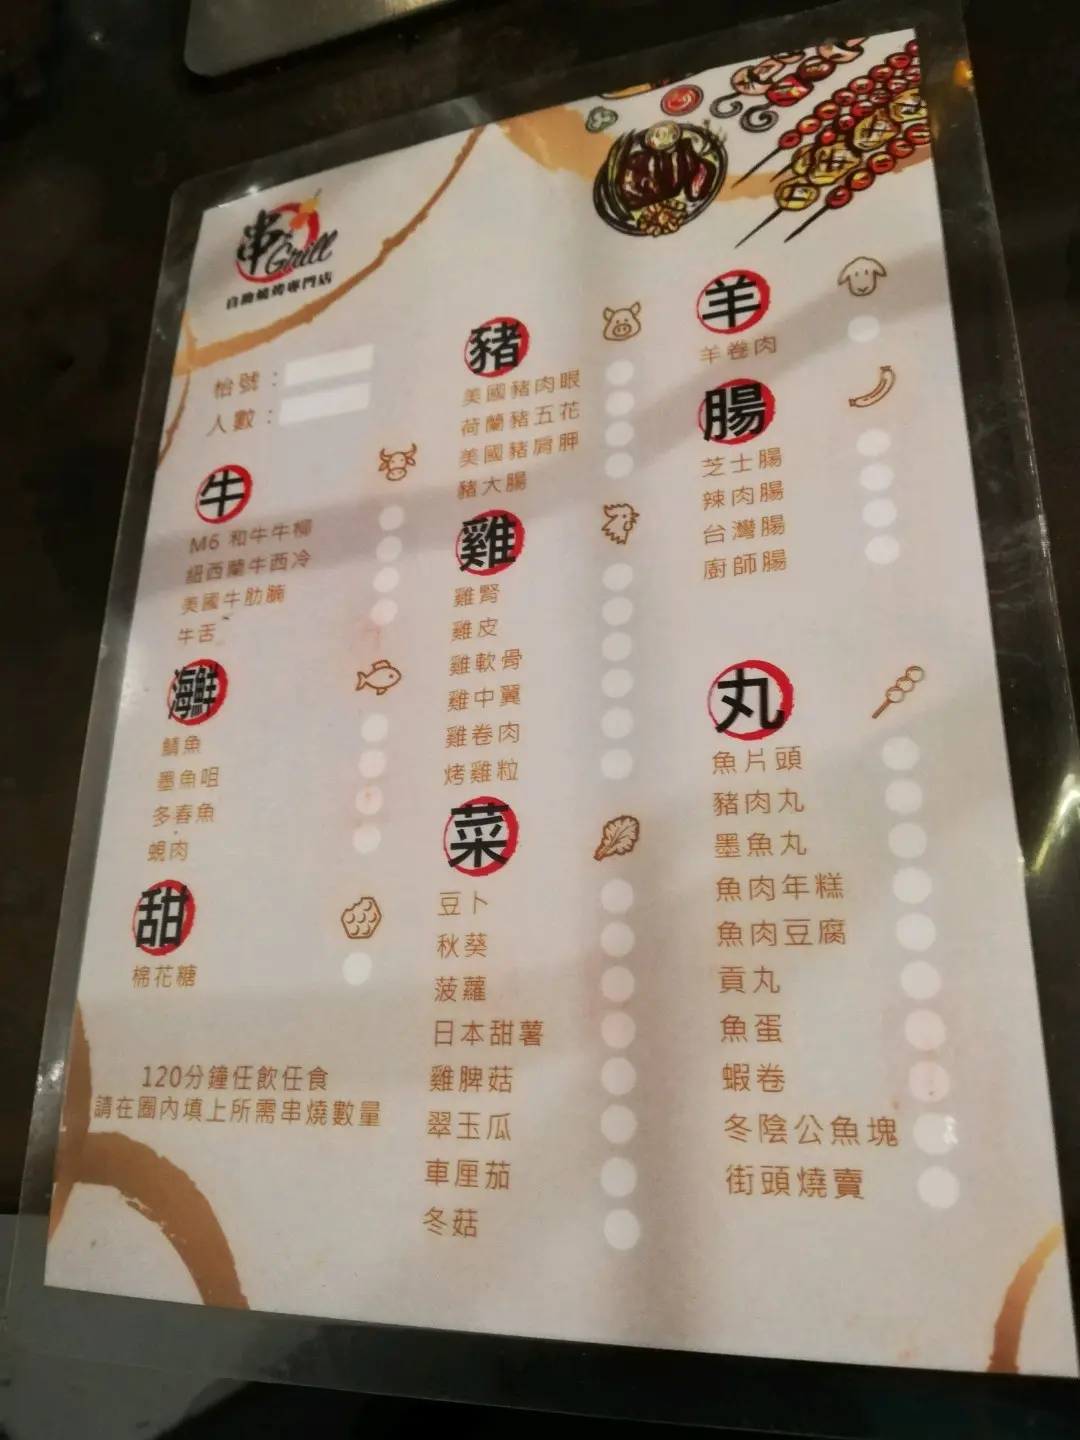 串
Grill
自助燒烤專門店
枱號：
人數：
牛
M6 和牛牛柳
紐西蘭牛西冷
美國牛肋腩
牛舌
海鮮
鯖魚
墨魚咀
多春魚
蜆肉
甜
棉花糖
120分鐘任飲任食
請在圈內填上所需串燒數量
豬
美國豬肉眼
荷蘭豬五花
美國豬肩胛
豬大腸
雞
雞腎
雞皮
雞軟骨
雞中翼
雞卷肉
烤雞粒
菜
豆卜
秋葵
菠蘿
日本甜薯
雞脾菇
翠玉瓜
車厘茄
冬菇
羊
羊卷肉
腸
芝士腸
辣肉腸
台灣腸
廚師腸
丸
魚片頭
豬肉丸
墨魚丸
魚肉年糕
魚肉豆腐
貢丸
魚蛋
蝦卷
冬陰公魚塊
街頭燒賣